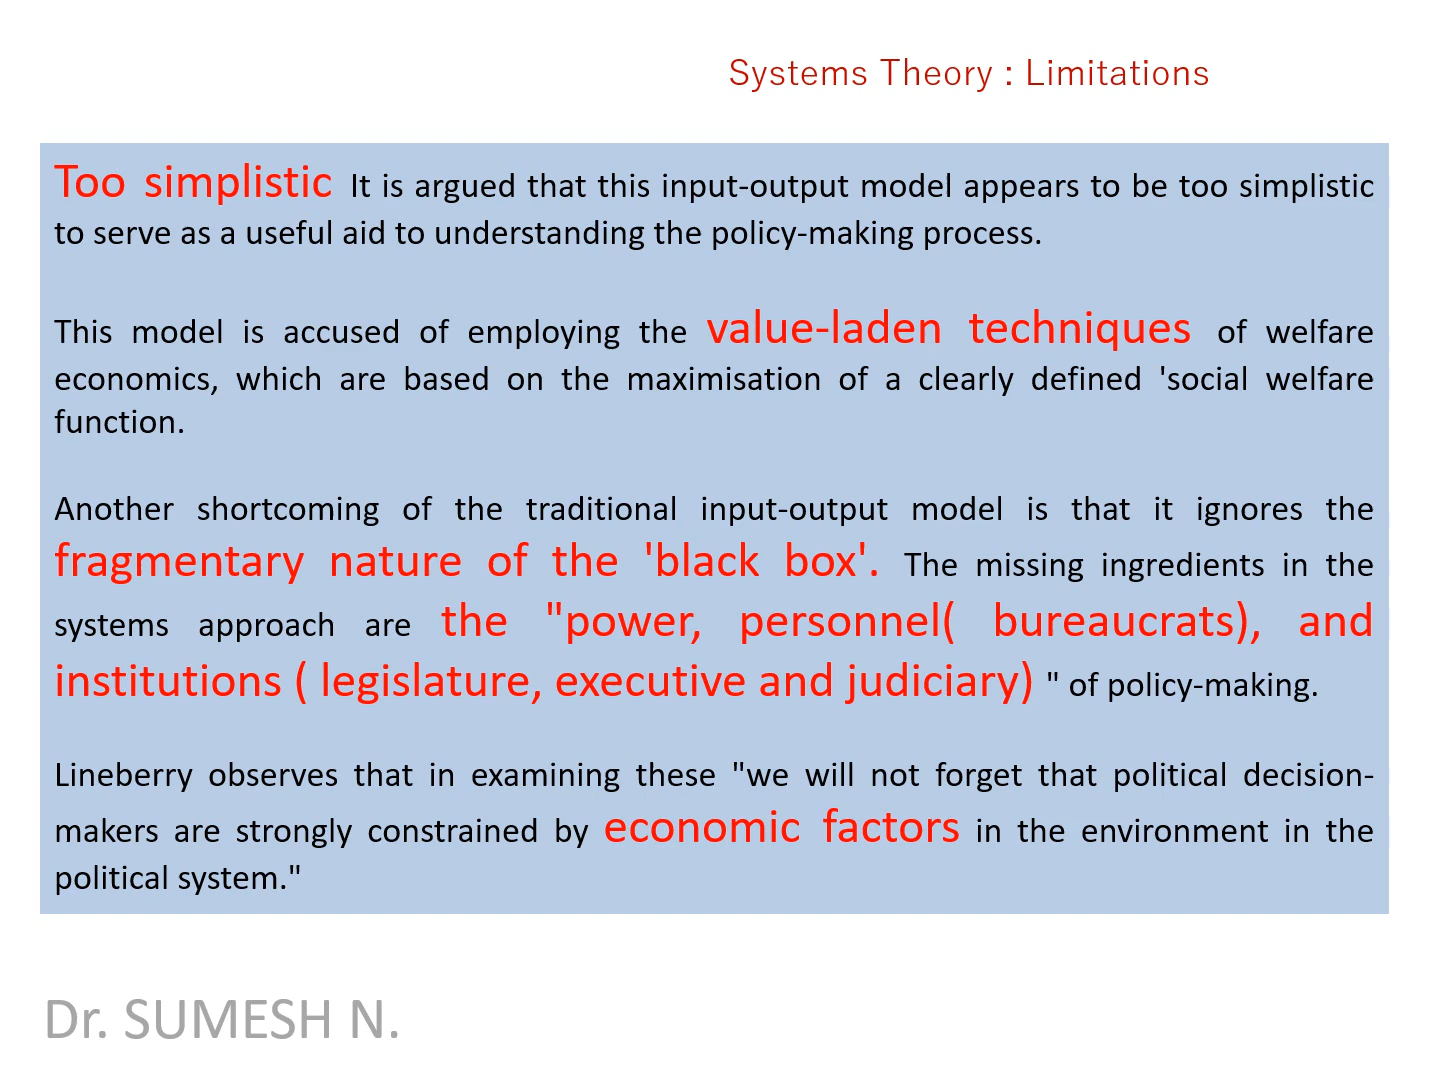 Systems Theory : Limitations
Too simplistic It is argued that this input-output model appears to be too simplistic
to serve as a useful aid to understanding the policy-making process.
This model is accused of employing the value-laden techniques of welfare
economics, which are based on the maximisation of a clearly defined 'social welfare
function.
Another shortcoming of the traditional input-output model is that it ignores the
fragmentary nature of the 'black box'. The missing ingredients in the
systems approach are the "power, personnel( bureaucrats), and
institutions ( legislature, executive and judiciary) " of policy-making.
Lineberry observes that in examining these "we will not forget that political decision-
makers are strongly constrained by economic factors in the environment in the
political system."
Dr. SUMESH N.